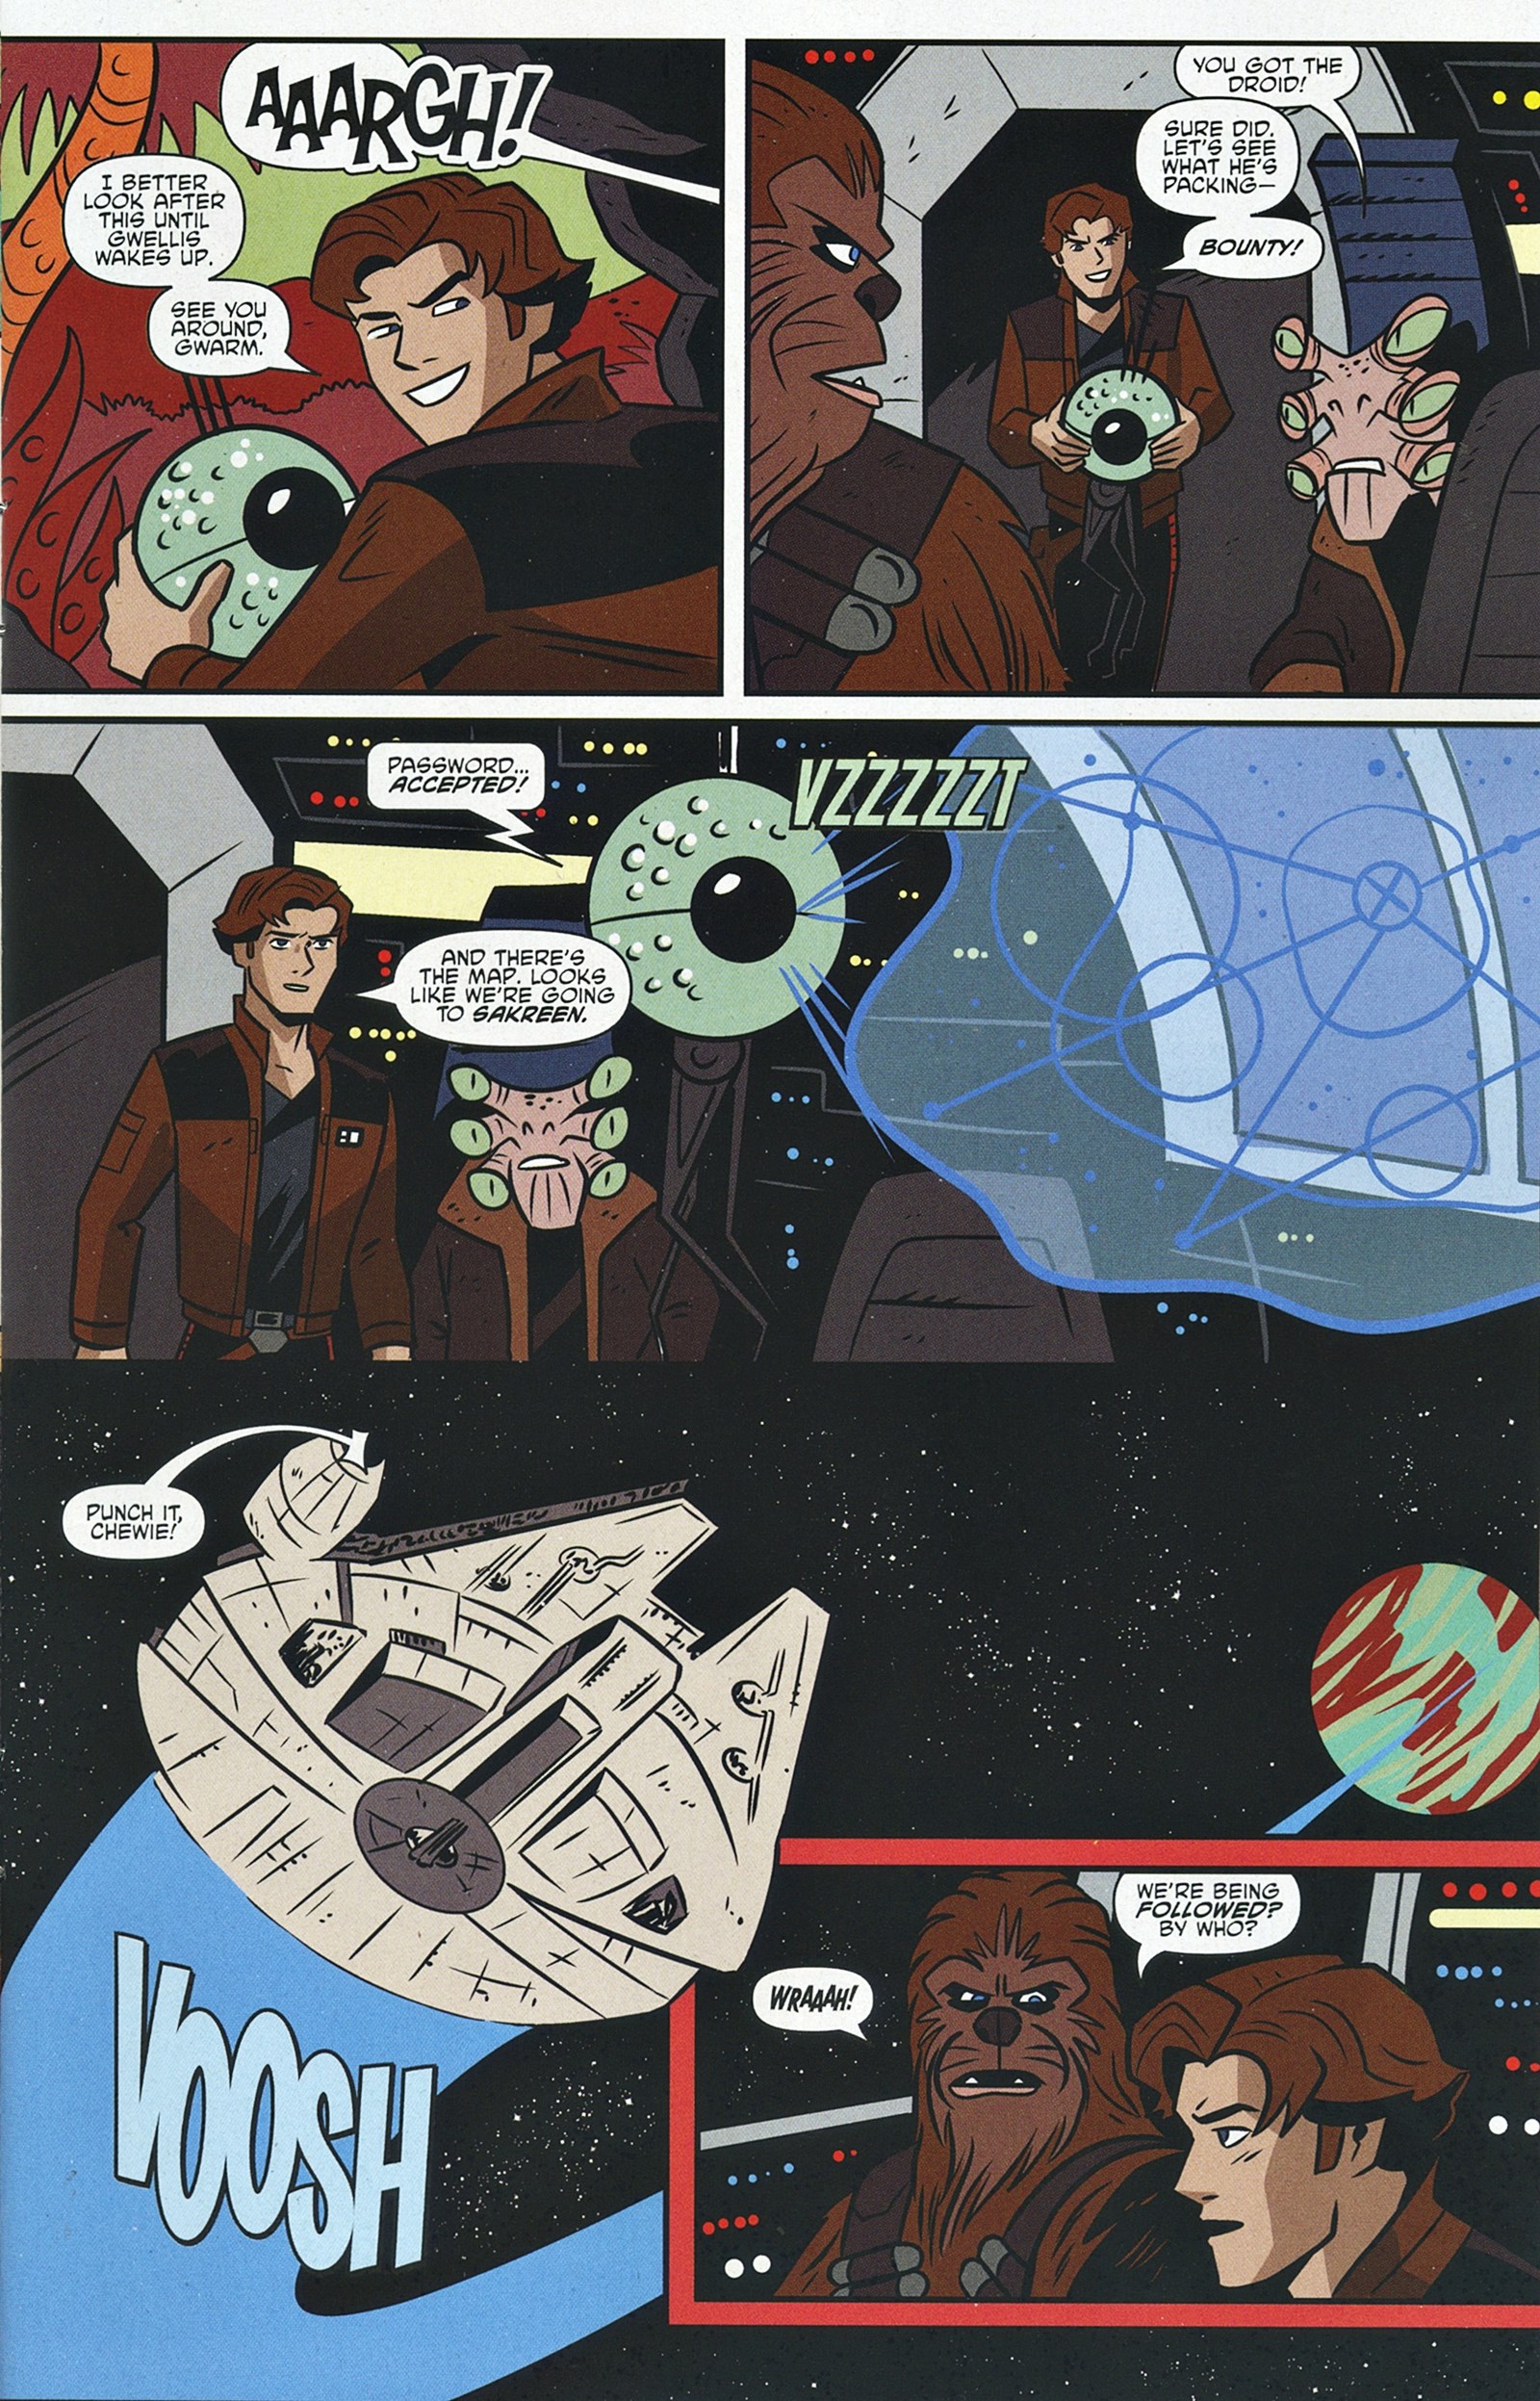 AAARGH!
I BETTER
LOOK AFTER
THIS UNTIL
GWELLIS
WAKES UP.
SEE YOU
AROUND,
GWARM.
YOU GOT THE
DROID!
SURE DID.
LET'S SEE
WHAT HE'S
PACKING—
BOUNTY!
PASSWORD...
ACCEPTED!
VZZZZZT
AND THERE'S
THE MAP. LOOKS
LIKE WE'RE GOING
TO SAKREEN.
PUNCH IT,
CHEWIE!
VOOSH
WRAAAH!
WE'RE BEING
FOLLOWED?
BY WHO?